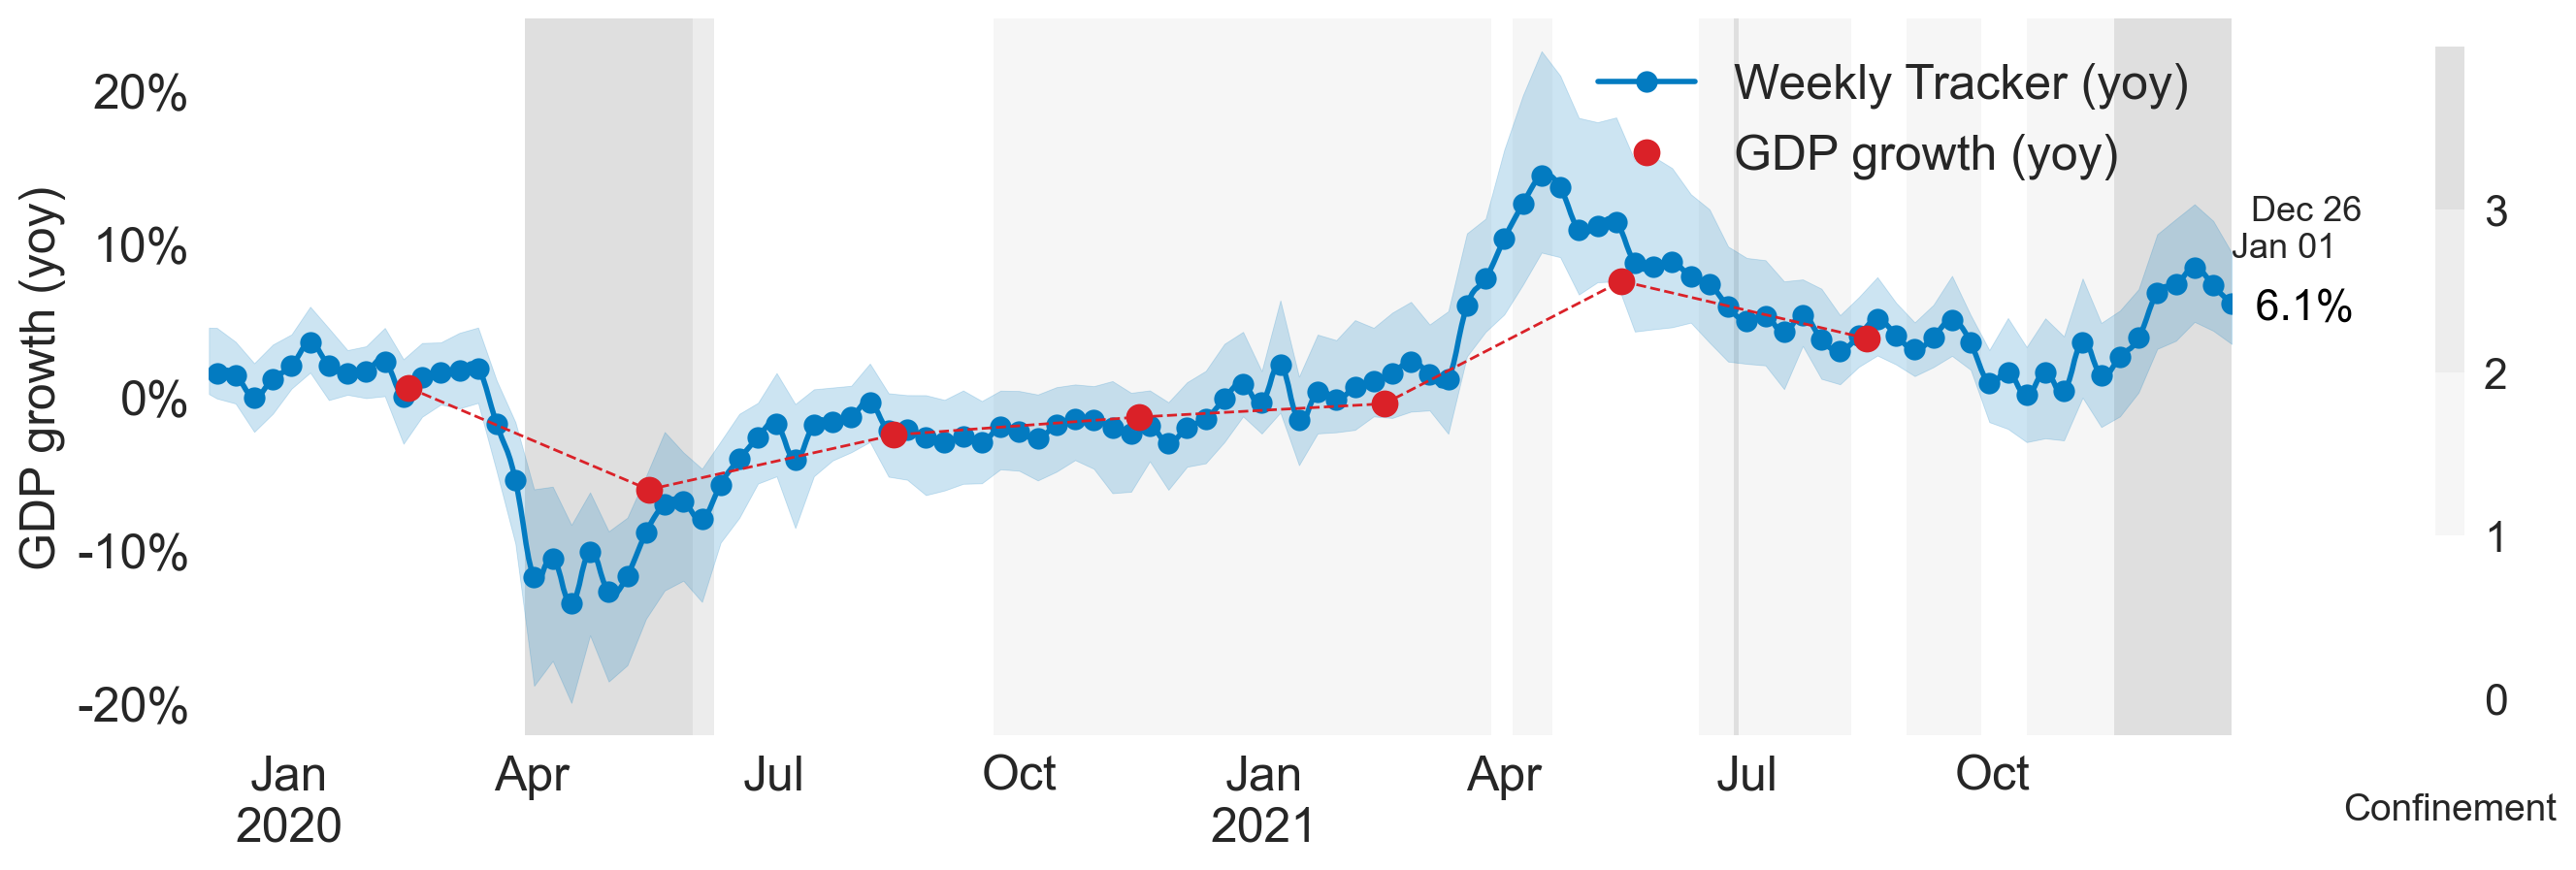 Weekly Tracker (yoy)
GDP growth (yoy)
GDP growth (yoy)
20%
10%
0%
-10%
-20%
Jan
2020
Apr
Jul
Oct
Jan
2021
Apr
Jul
Oct
Dec 26
Jan 01
6.1%
3
2
1
0
Confinement